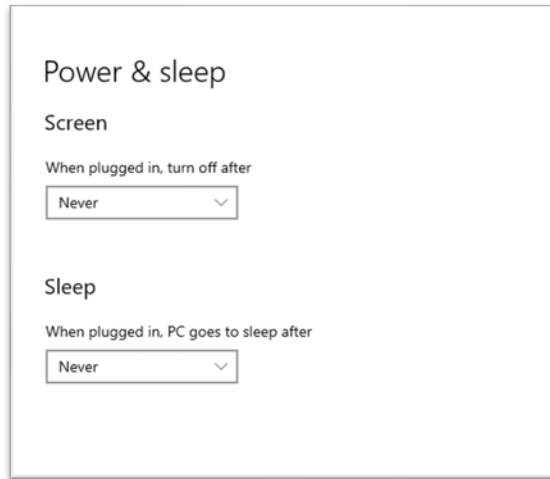 Power & sleep
Screen
When plugged in, turn off after
Never
Sleep
When plugged in, PC goes to sleep after
Never